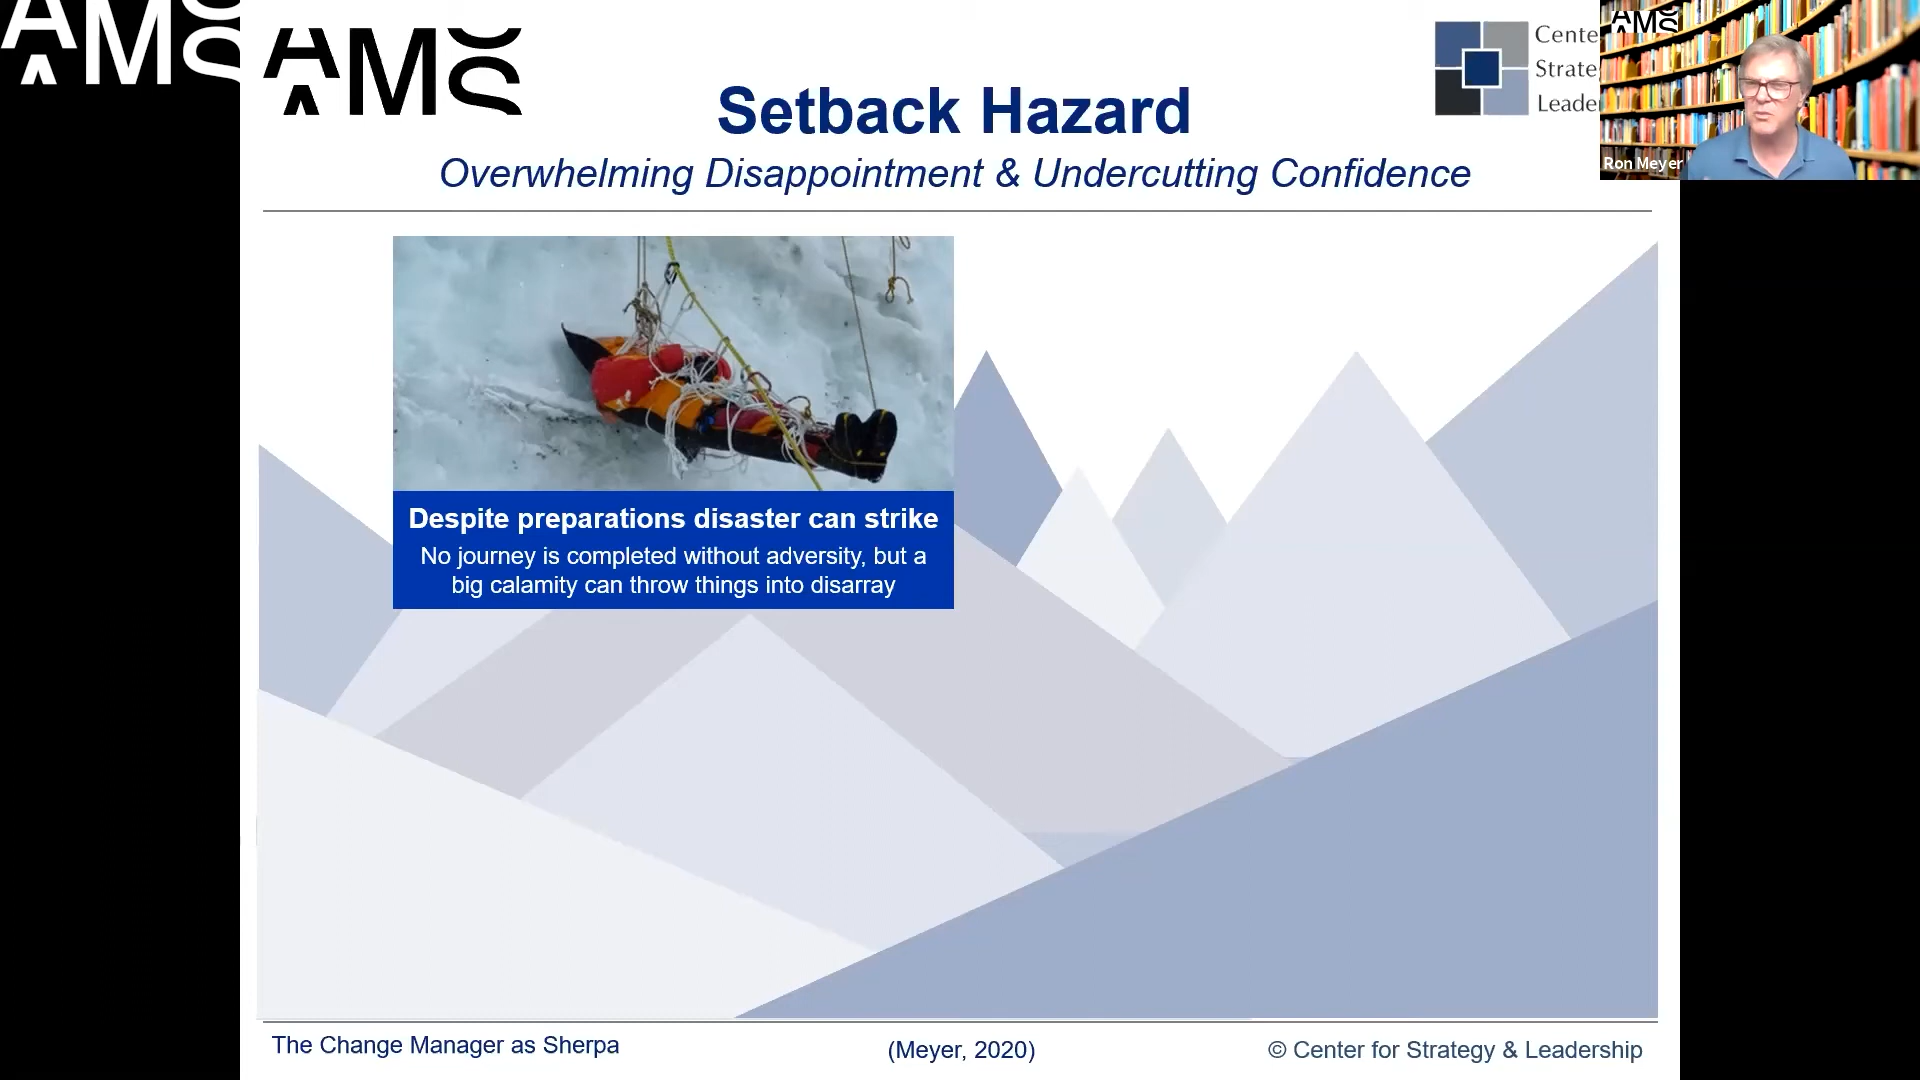 AMS
AMS
Setback Hazard
Overwhelming Disappointment & Undercutting Confidence
Cente
Strate
Leade
AMS
Ron Meyer
Despite preparations disaster can strike
No journey is completed without adversity, but a
big calamity can throw things into disarray
The Change Manager as Sherpa
(Meyer, 2020)
© Center for Strategy & Leadership